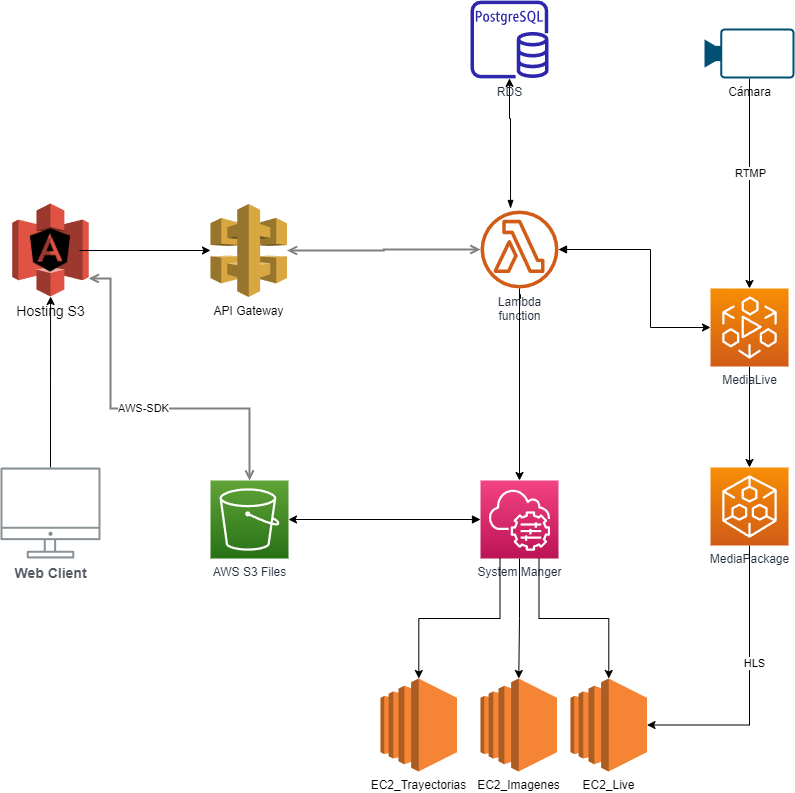 PostgreSQL
RDS
Cámara
RTMP
A
Hosting S3
API Gateway
Lambda
function
MediaLive
AWS-SDK
Web Client
AWS S3 Files
System Manger
MediaPackage
HLS
EC2_Trayectorias
EC2_Imagenes
EC2_Live